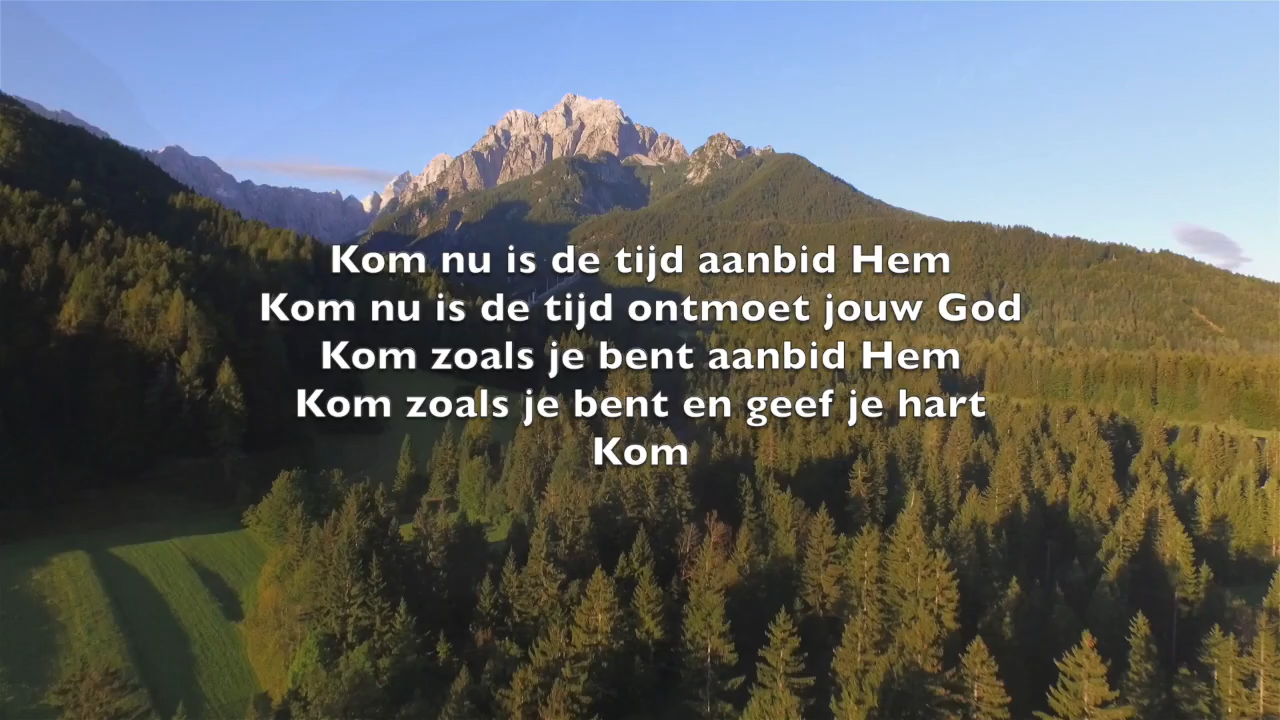 Kom nu is de tijd aanbid Hem
Kom nu is de tijd ontmoet jouw God
Kom zoals je bent aanbid Hem
Kom zoals je bent en geef je hart
Kom